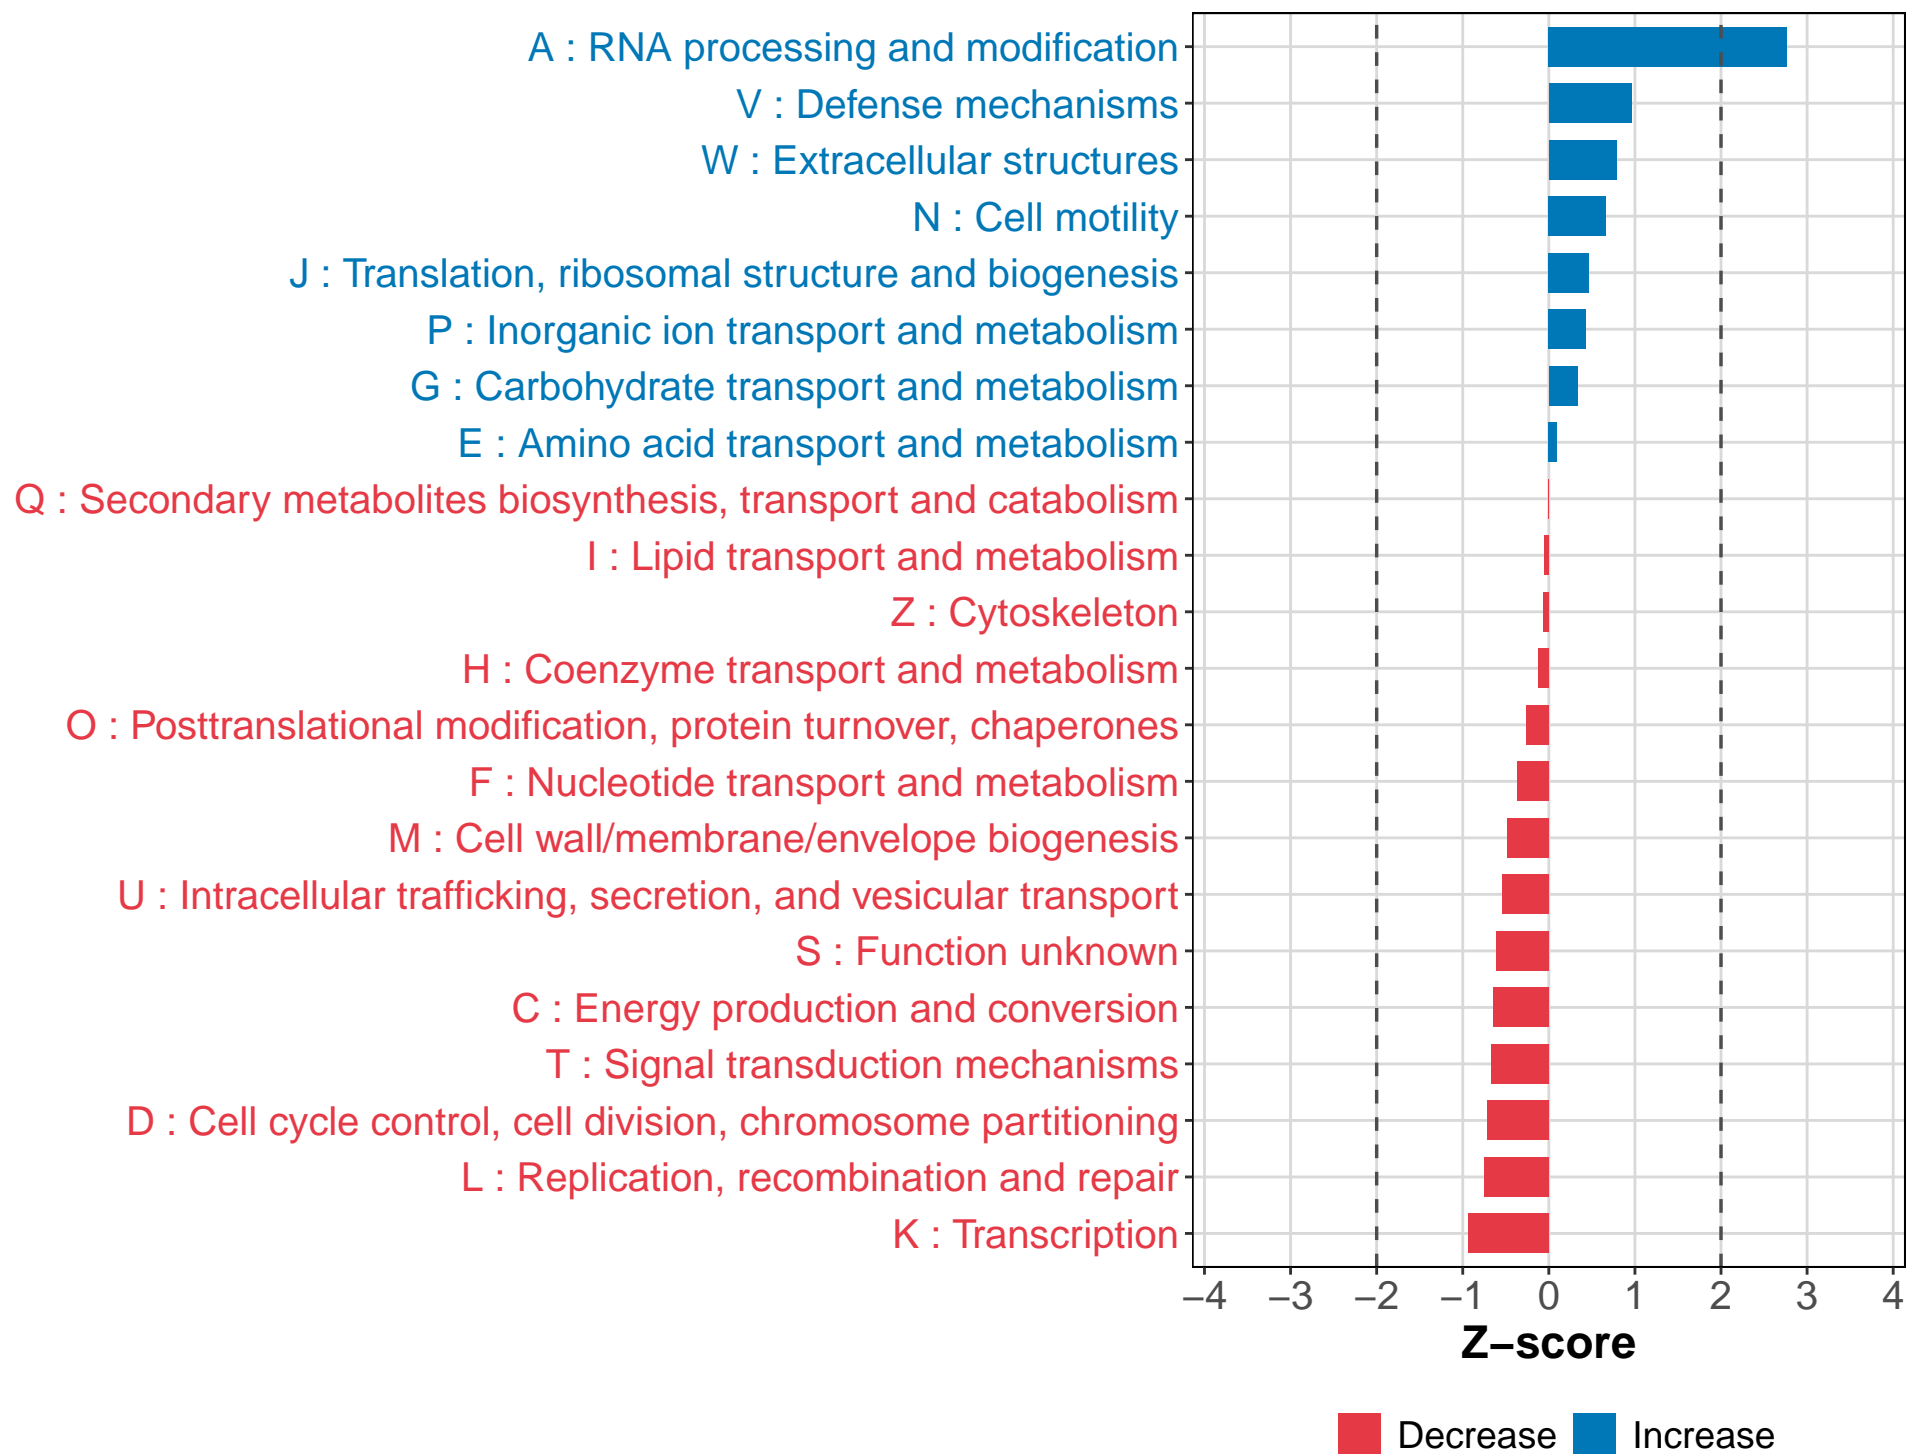 A : RNA processing and modification
V : Defense mechanisms
W : Extracellular structures
N : Cell motility
J : Translation, ribosomal structure and biogenesis
P : Inorganic ion transport and metabolism
G : Carbohydrate transport and metabolism
E : Amino acid transport and metabolism
Q : Secondary metabolites biosynthesis, transport and catabolism
I : Lipid transport and metabolism
Z : Cytoskeleton
H : Coenzyme transport and metabolism
O : Posttranslational modification, protein turnover, chaperones
F : Nucleotide transport and metabolism
M : Cell wall/membrane/envelope biogenesis
U : Intracellular trafficking, secretion, and vesicular transport
S : Function unknown
C : Energy production and conversion
T : Signal transduction mechanisms
D : Cell cycle control, cell division, chromosome partitioning
L : Replication, recombination and repair
K : Transcription
−4 −3 −2 −1 0 1 2 3 4
Z−score
Decrease Increase